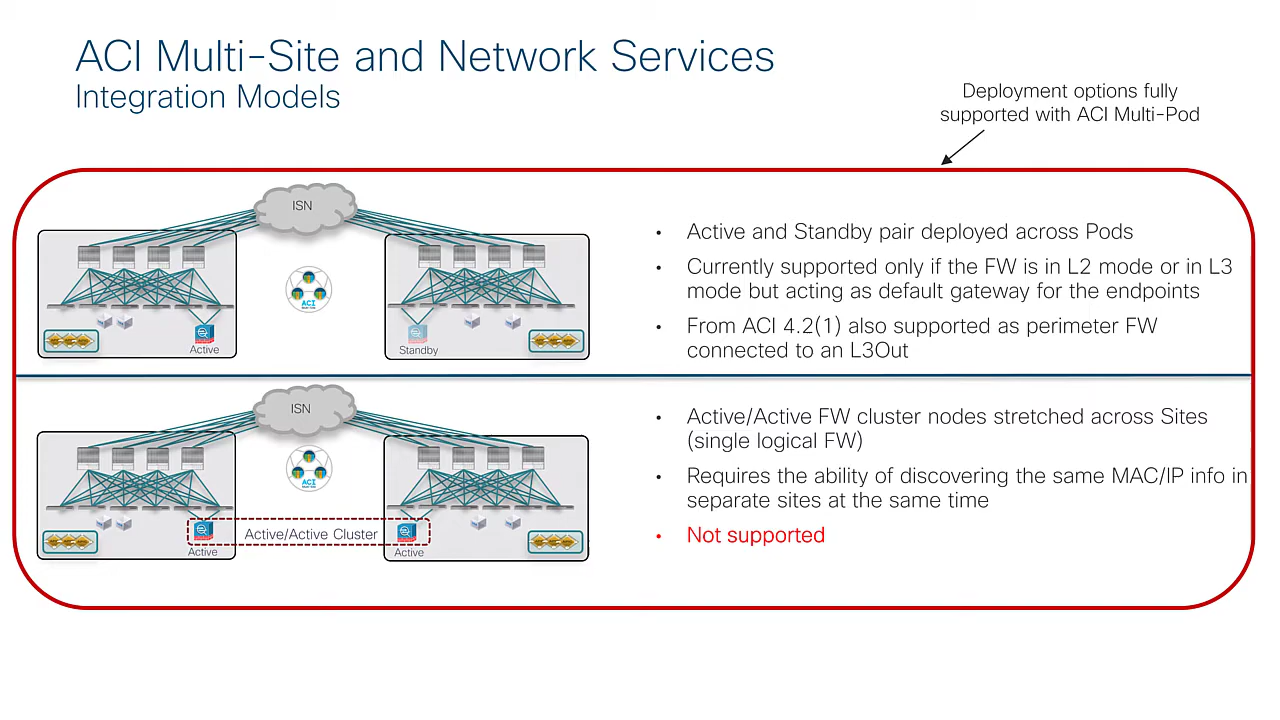 ACI Multi-Site and Network Services
Integration Models
Deployment options fully
supported with ACI Multi-Pod
ISN
ACI
Active
Standby
• Active and Standby pair deployed across Pods
• Currently supported only if the FW is in L2 mode or in L3
mode but acting as default gateway for the endpoints
• From ACI 4.2(1) also supported as perimeter FW
connected to an L3Out
ISN
ACI
Active/Active Cluster
Active
Active
• Active/Active FW cluster nodes stretched across Sites
(single logical FW)
• Requires the ability of discovering the same MAC/IP info in
separate sites at the same time
• Not supported